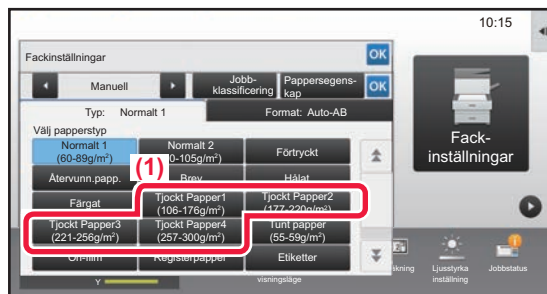 10:15
Fackinställningar
OK
Manuell
Jobb-
klassificering
Pappersegens-
kap
OK
Typ: Normalt 1
Format: Auto-AB
Välj papperstyp
Normalt 1
(60-89g/m²)
Normalt 2
0-105g/m²)
Förtryckt
(1)
Återvunn.papp.
Brev
Hålat
Färgat
Tjockt Papper1
(106-176g/m²)
Tjockt Papper2
(177-220g/m²)
Tjockt Papper3
(221-256g/m²)
Tjockt Papper4
(257-300g/m²)
Tunt papper
(55-59g/m²)
OH-film
Registerpapper
Etiketter
Fack-
inställningar
Y
visningsläge
Ljusstyrka
inställning
Jobbstatus